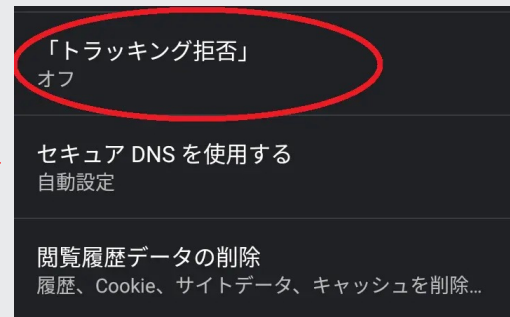 「トラッキング拒否」
オフ
セキュア DNS を使用する
自動設定
閲覧履歴データの削除
履歴、Cookie、サイトデータ、キャッシュを削除…